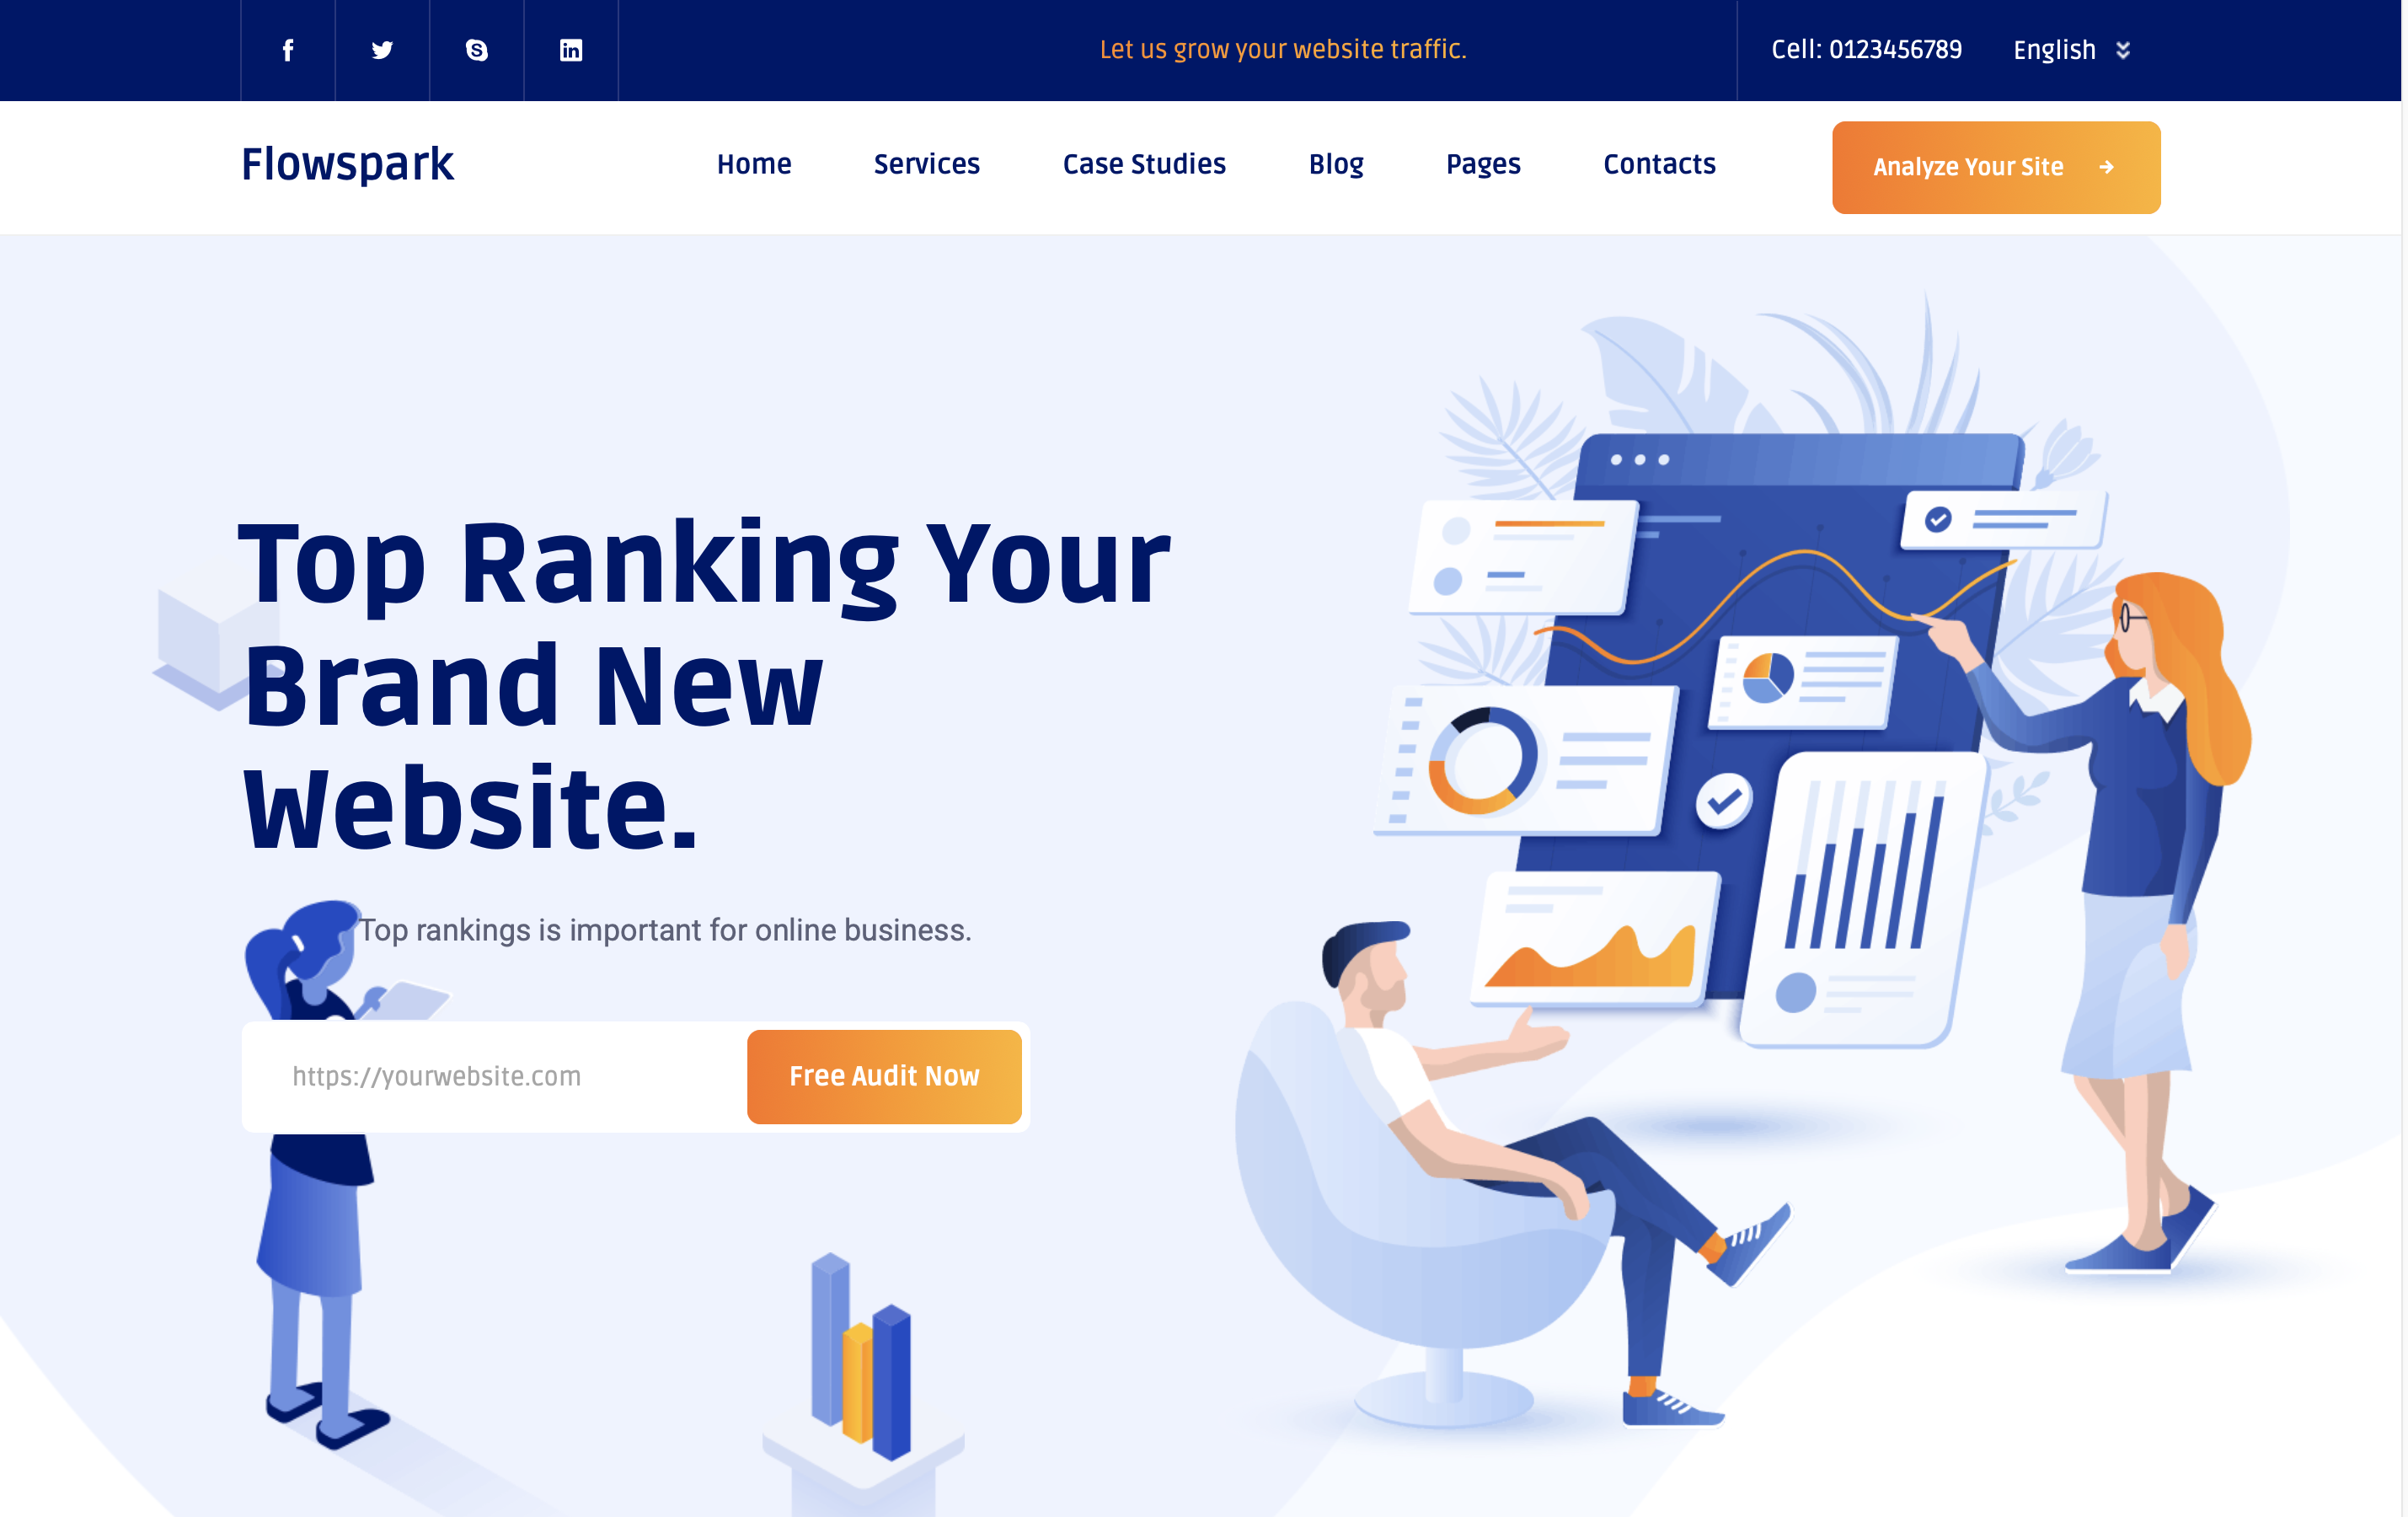 Let us grow your website traffic.
Cell: 0123456789
English
Flowspark
Home
Services
Case Studies
Blog
Pages
Contacts
Analyze Your Site
Top Ranking Your
Brand New
Website.
Top rankings is important for online business.
https://yourwebsite.com
Free Audit Now